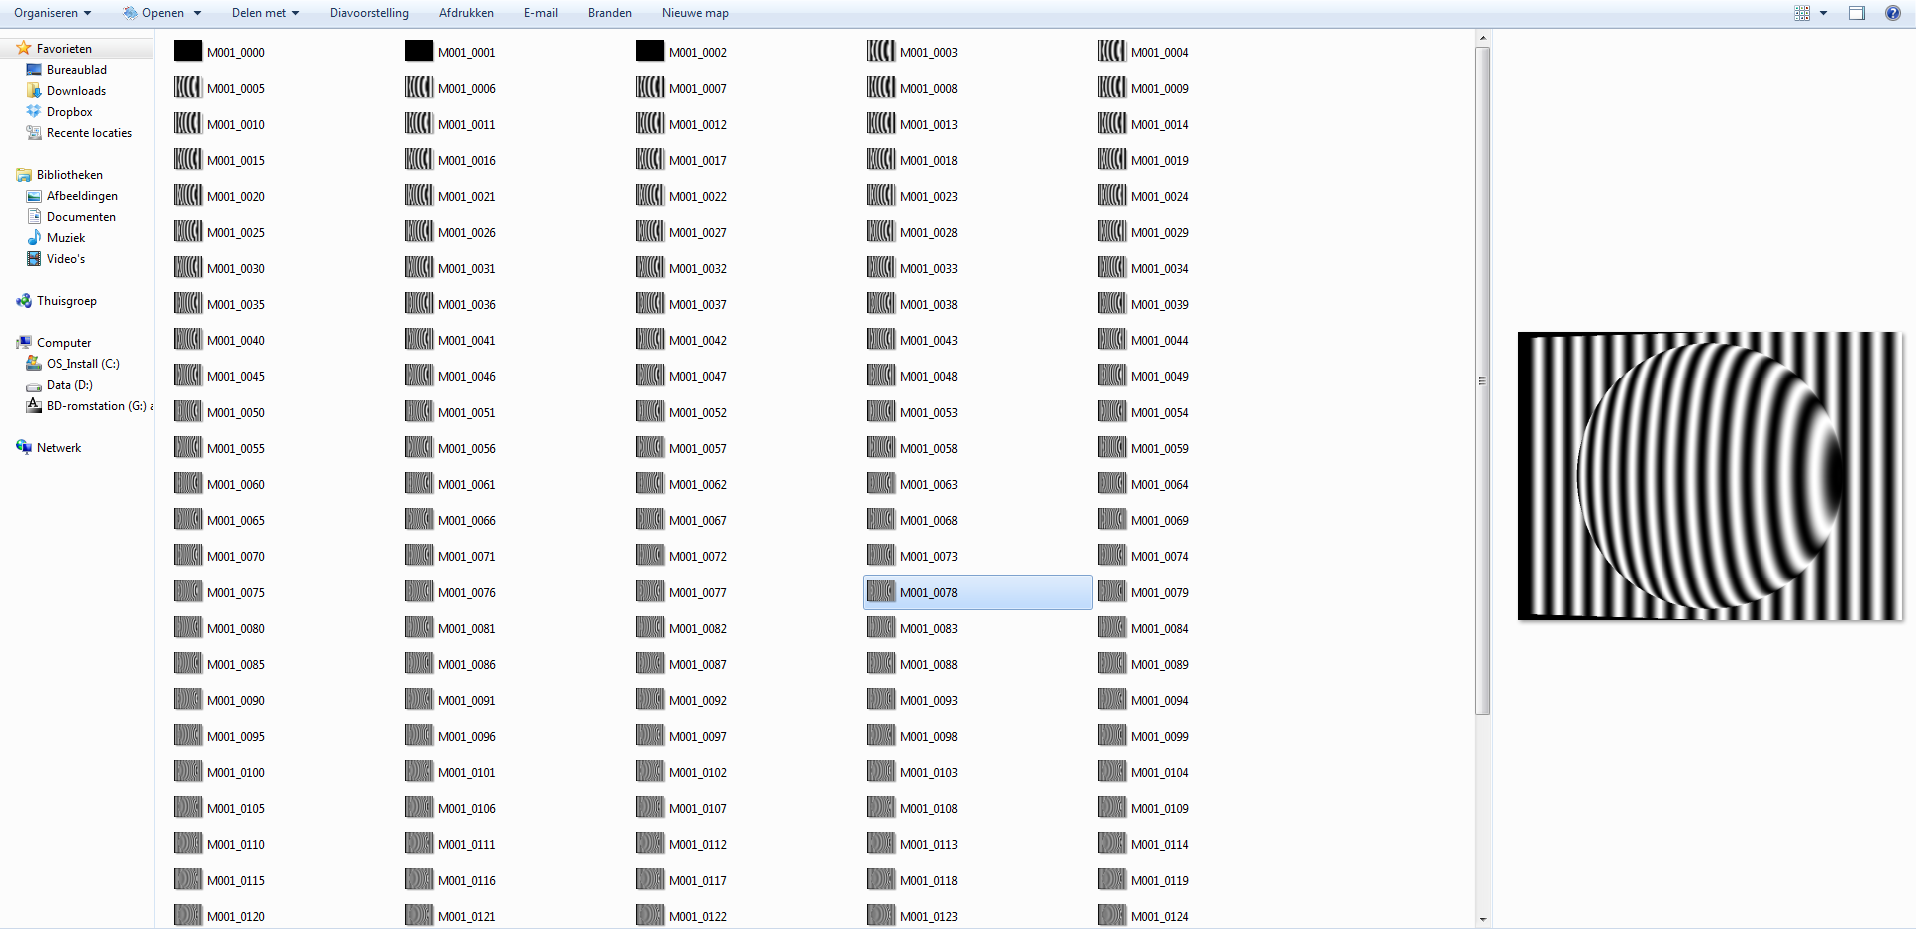 Organiseren Openen Delen met Diavoorstelling Afdrukken E-mail Branden Nieuwe map
Favorieten
Bureaublad
Downloads
Dropbox
Recente locaties
Bibliotheken
Afbeeldingen
Documenten
Muziek
Video's
Thuisgroep
Computer
OS_Install (C:)
Data (D:)
BD-romstation (G:) a
Netwerk
M001_0000 M001_0001 M001_0002 M001_0003 M001_0004
M001_0005 M001_0006 M001_0007 M001_0008 M001_0009
M001_0010 M001_0011 M001_0012 M001_0013 M001_0014
M001_0015 M001_0016 M001_0017 M001_0018 M001_0019
M001_0020 M001_0021 M001_0022 M001_0023 M001_0024
M001_0025 M001_0026 M001_0027 M001_0028 M001_0029
M001_0030 M001_0031 M001_0032 M001_0033 M001_0034
M001_0035 M001_0036 M001_0037 M001_0038 M001_0039
M001_0040 M001_0041 M001_0042 M001_0043 M001_0044
M001_0045 M001_0046 M001_0047 M001_0048 M001_0049
M001_0050 M001_0051 M001_0052 M001_0053 M001_0054
M001_0055 M001_0056 M001_0057 M001_0058 M001_0059
M001_0060 M001_0061 M001_0062 M001_0063 M001_0064
M001_0065 M001_0066 M001_0067 M001_0068 M001_0069
M001_0070 M001_0071 M001_0072 M001_0073 M001_0074
M001_0075 M001_0076 M001_0077 M001_0078 M001_0079
M001_0080 M001_0081 M001_0082 M001_0083 M001_0084
M001_0085 M001_0086 M001_0087 M001_0088 M001_0089
M001_0090 M001_0091 M001_0092 M001_0093 M001_0094
M001_0095 M001_0096 M001_0097 M001_0098 M001_0099
M001_0100 M001_0101 M001_0102 M001_0103 M001_0104
M001_0105 M001_0106 M001_0107 M001_0108 M001_0109
M001_0110 M001_0111 M001_0112 M001_0113 M001_0114
M001_0115 M001_0116 M001_0117 M001_0118 M001_0119
M001_0120 M001_0121 M001_0122 M001_0123 M001_0124